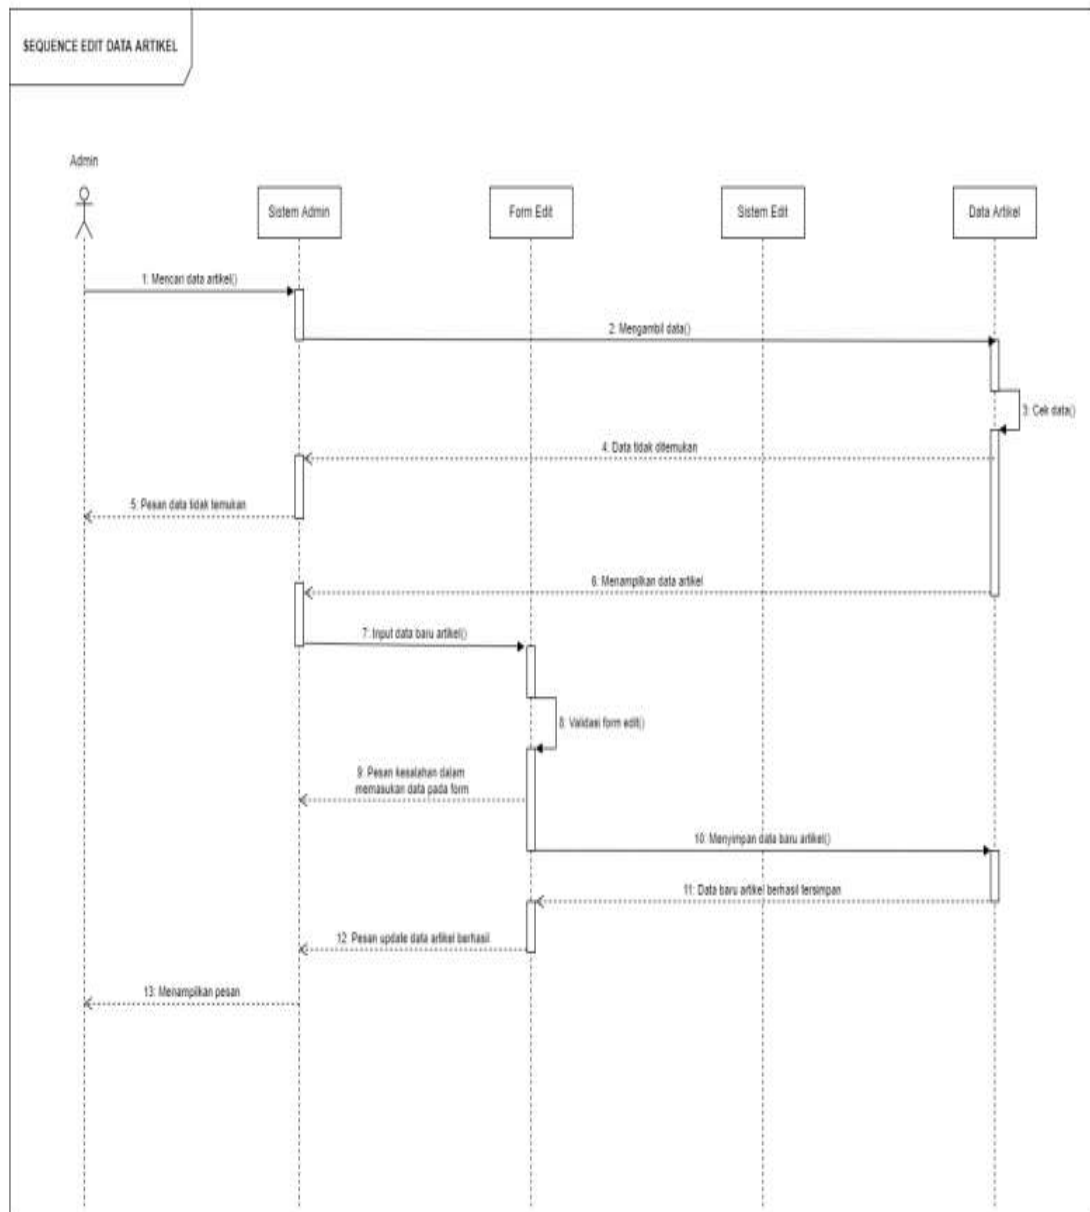 SEQUENCE EDIT DATA ARTIKEL
Admin
Sistem Admin
Form Edit
Sistem Edit
Data Artikel
1: Mencari data artikel()
2: Mengambil data()
3: Cek data()
4: Data tidak ditemukan
5: Pesan data tidak temukan
6: Menampilkan data artikel
7: Input data baru artikel()
8: Validasi form edit()
9: Pesan kesalahan dalam
memasukan data pada form
10: Menyimpan data baru artikel()
11: Data baru artikel berhasil tersimpan
12: Pesan update data artikel berhasil
13: Menampilkan pesan